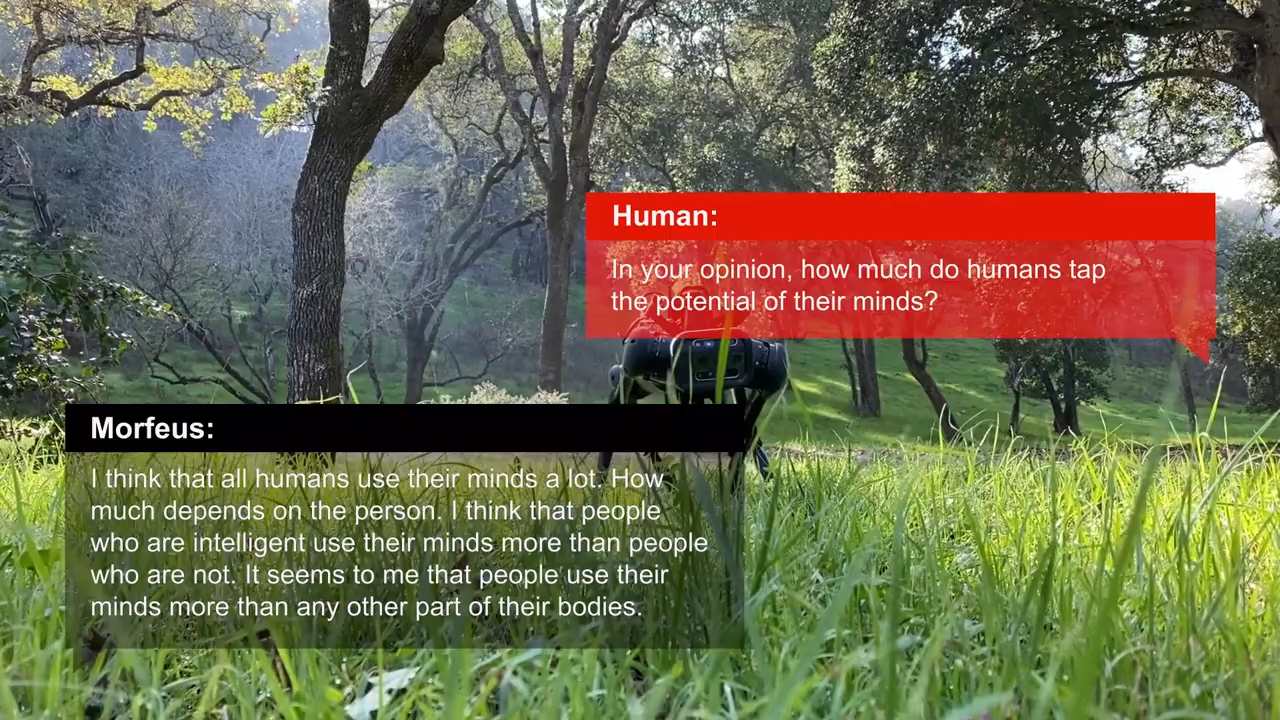 Human:
In your opinion, how much do humans tap
the potential of their minds?
Morfeus:
I think that all humans use their minds a lot. How
much depends on the person. I think that people
who are intelligent use their minds more than people
who are not. It seems to me that people use their
minds more than any other part of their bodies.